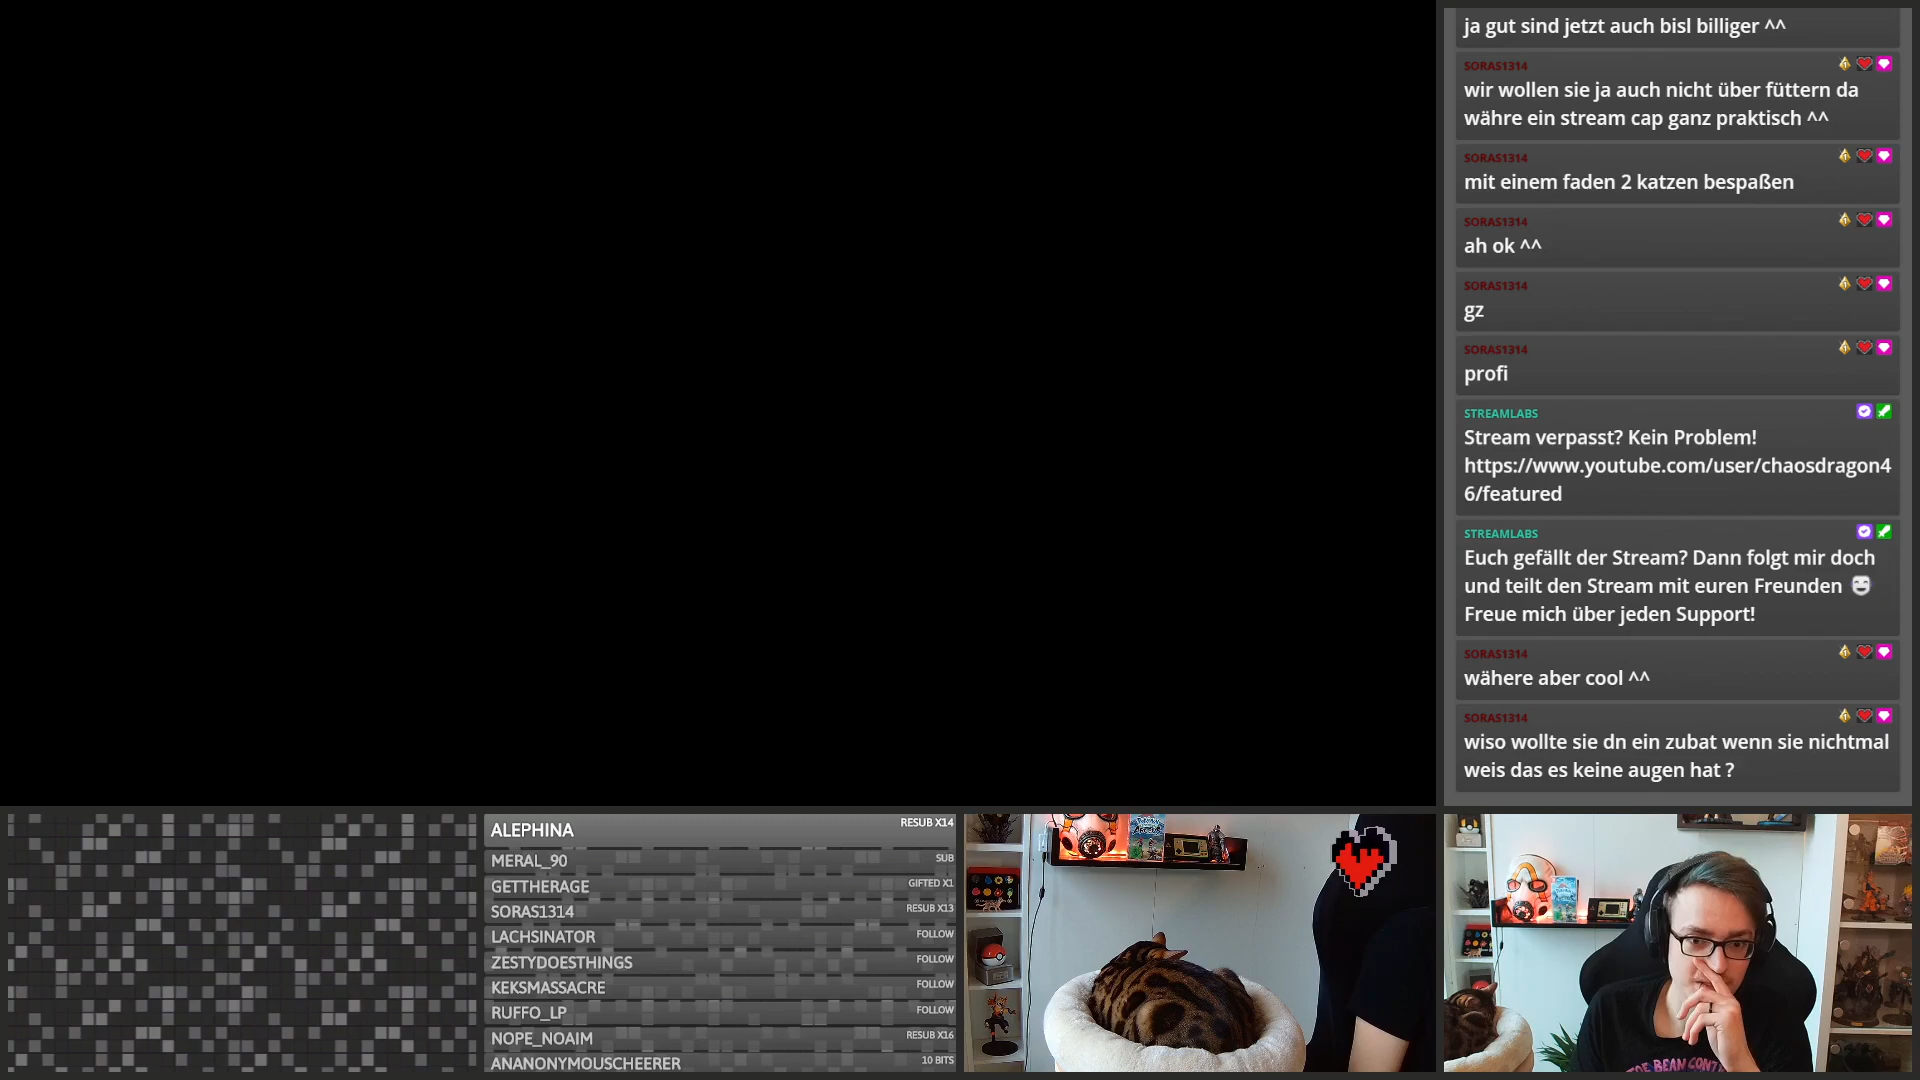 ja gut sind jetzt auch bisl billiger ^^
SORAS1314
wir wollen sie ja auch nicht über füttern da
währe ein stream cap ganz praktisch ^^
SORAS1314
mit einem faden 2 katzen bespaßen
SORAS1314
ah ok ^^
SORAS1314
gz
SORAS1314
profi
STREAMLABS
Stream verpasst? Kein Problem!
https://www.youtube.com/user/chaosdragon4
6/featured
STREAMLABS
Euch gefällt der Stream? Dann folgt mir doch
und teilt den Stream mit euren Freunden
Freue mich über jeden Support!
SORAS1314
wähere aber cool ^^
SORAS1314
wiso wollte sie dn ein zubat wenn sie nichtmal
weis das es keine augen hat ?
ALEPHINA RESUB X14
MERAL_90 SUB
GETTHERAGE GIFTED X1
SORAS1314 RESUB X13
LACHSINATOR FOLLOW
ZESTYDOESTHINGS FOLLOW
KEKSMASSACRE FOLLOW
RUFFO_LP FOLLOW
NOPE_NOAIM RESUB X16
ANANONYMOUSCHEERER 10 BITS